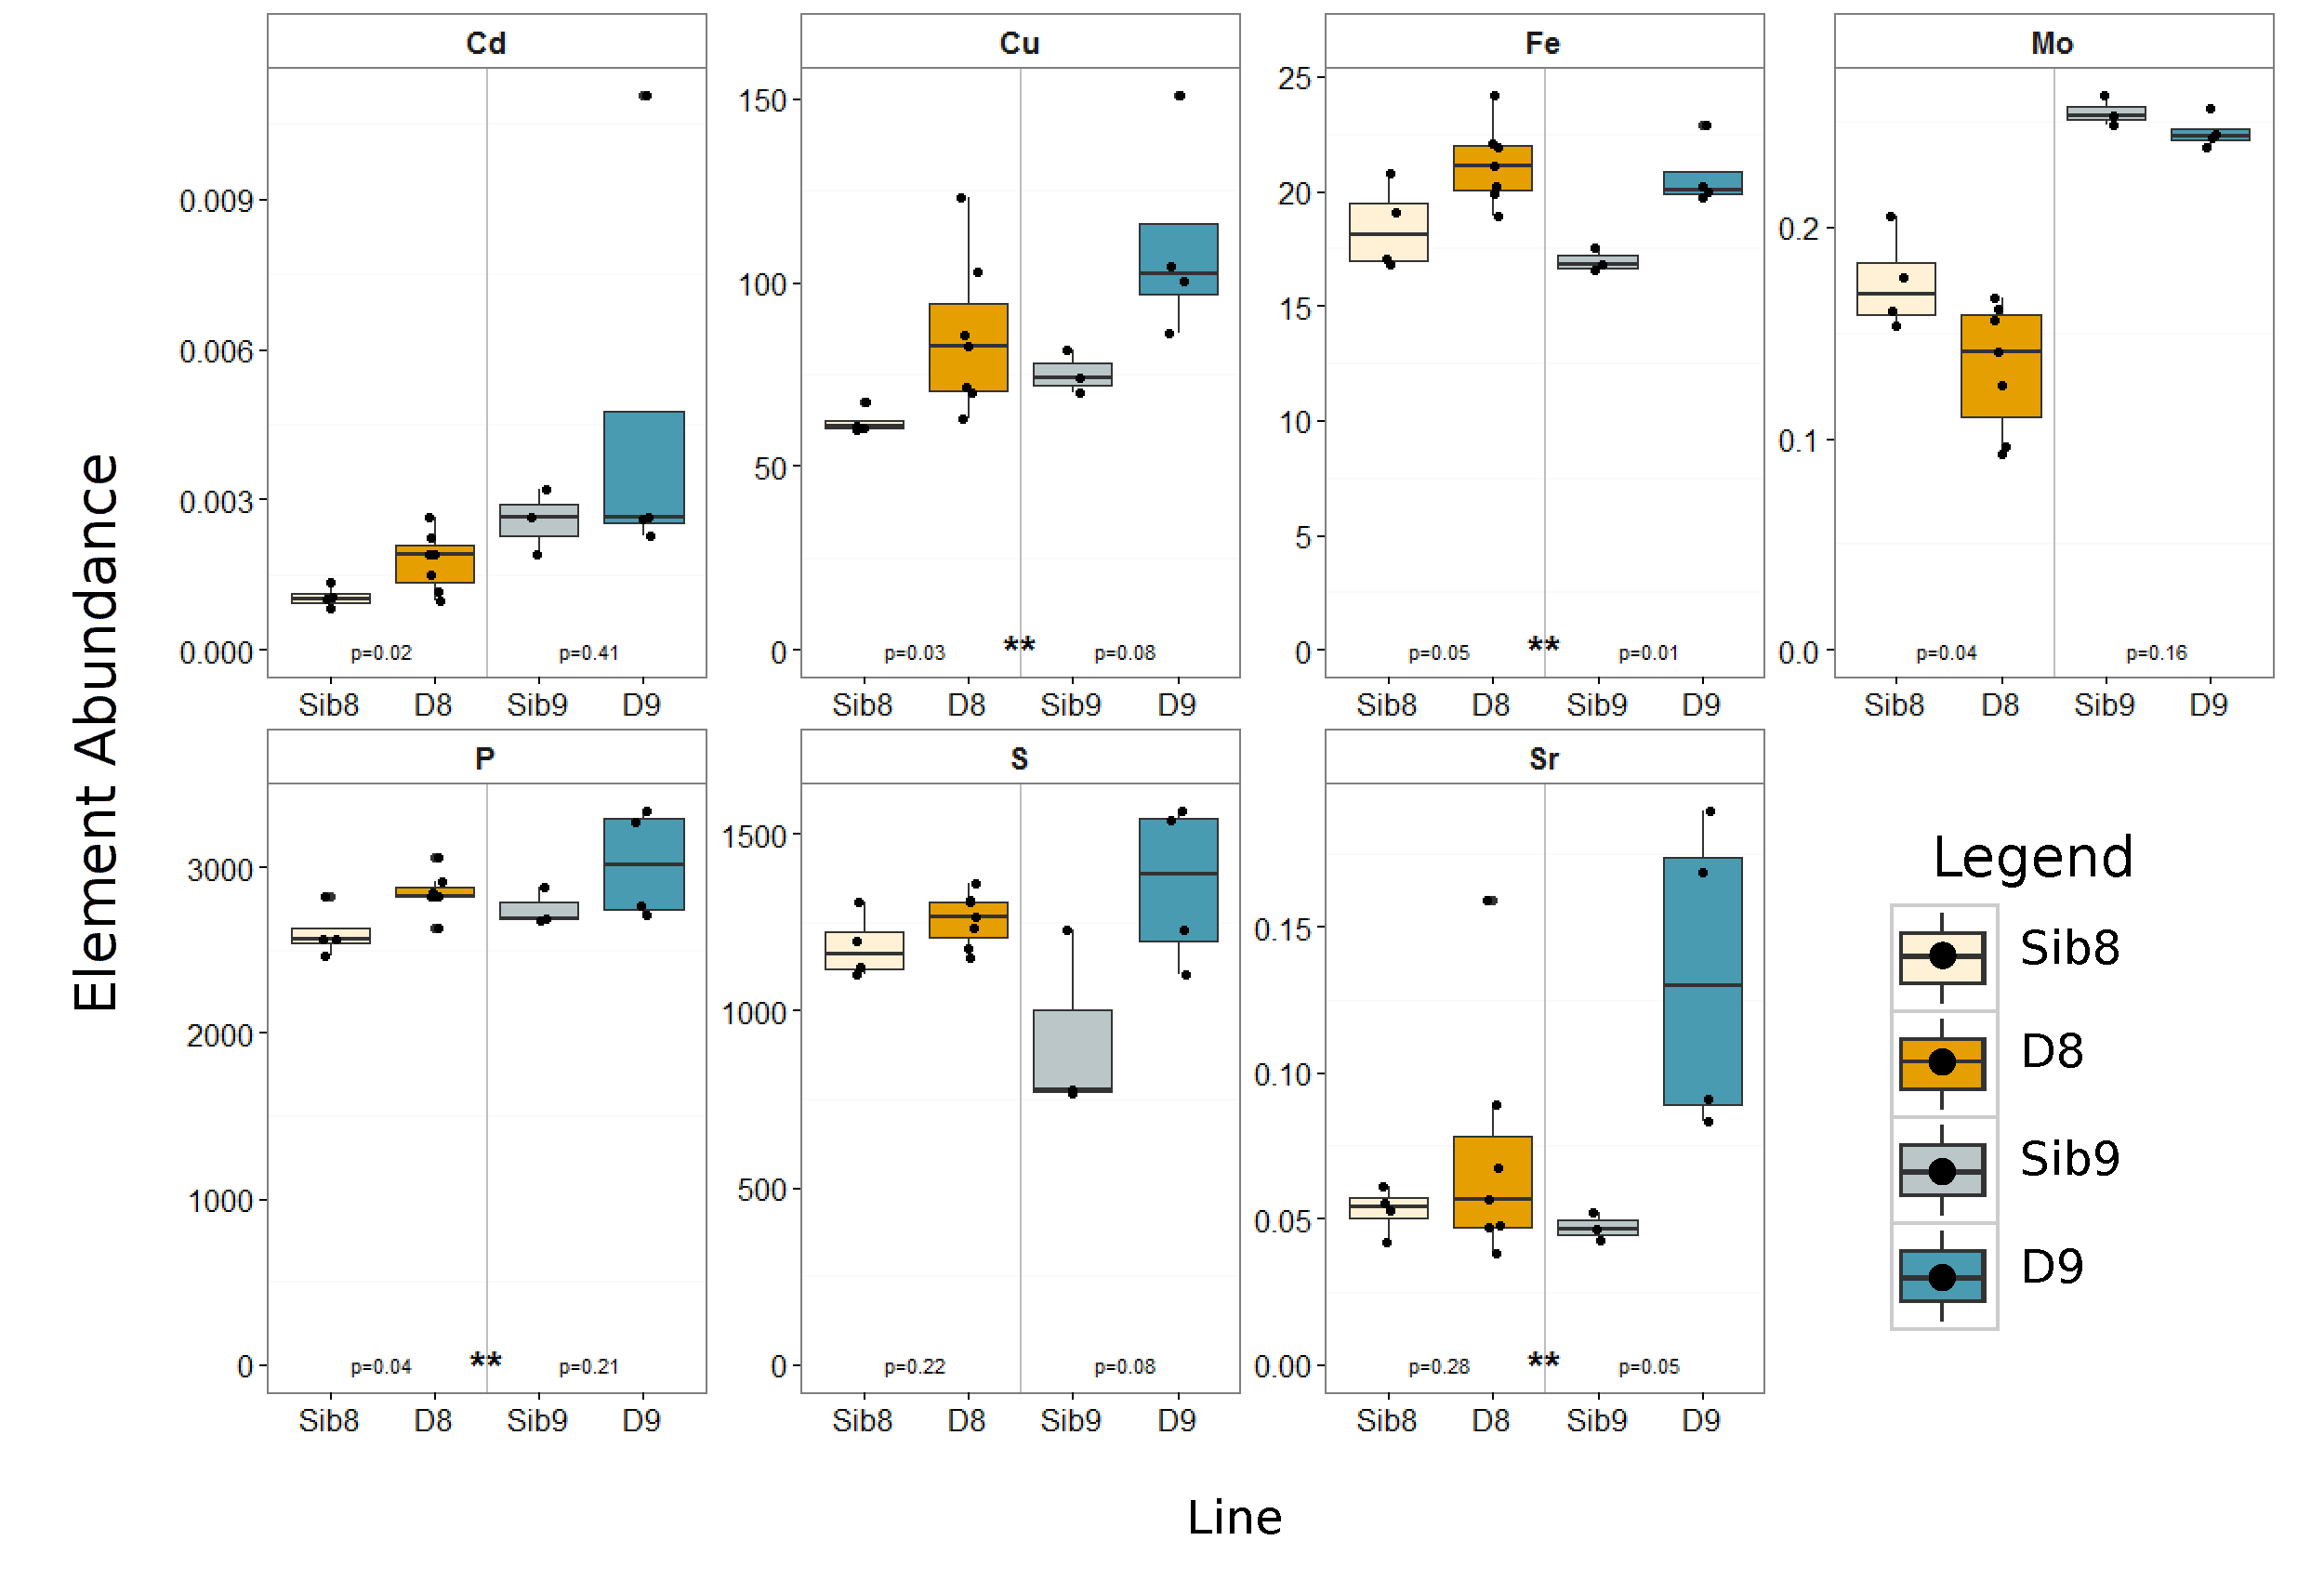 Cd
Cu
Fe
Mo
0.009
0.006
0.003
0.000
150
100
50
0
25
20
15
10
5
0
0.2
0.1
0.0
p=0.02
p=0.41
p=0.03
**
p=0.08
p=0.05
**
p=0.01
p=0.04
p=0.16
Sib8 D8 Sib9 D9
Sib8 D8 Sib9 D9
Sib8 D8 Sib9 D9
Sib8 D8 Sib9 D9
Element Abundance
P
S
Sr
3000
2000
1000
0
1500
1000
500
0
0.15
0.10
0.05
0.00
p=0.04
**
p=0.21
p=0.22
p=0.08
p=0.28
**
p=0.05
Sib8 D8 Sib9 D9
Sib8 D8 Sib9 D9
Sib8 D8 Sib9 D9
Legend
Sib8
D8
Sib9
D9
Line